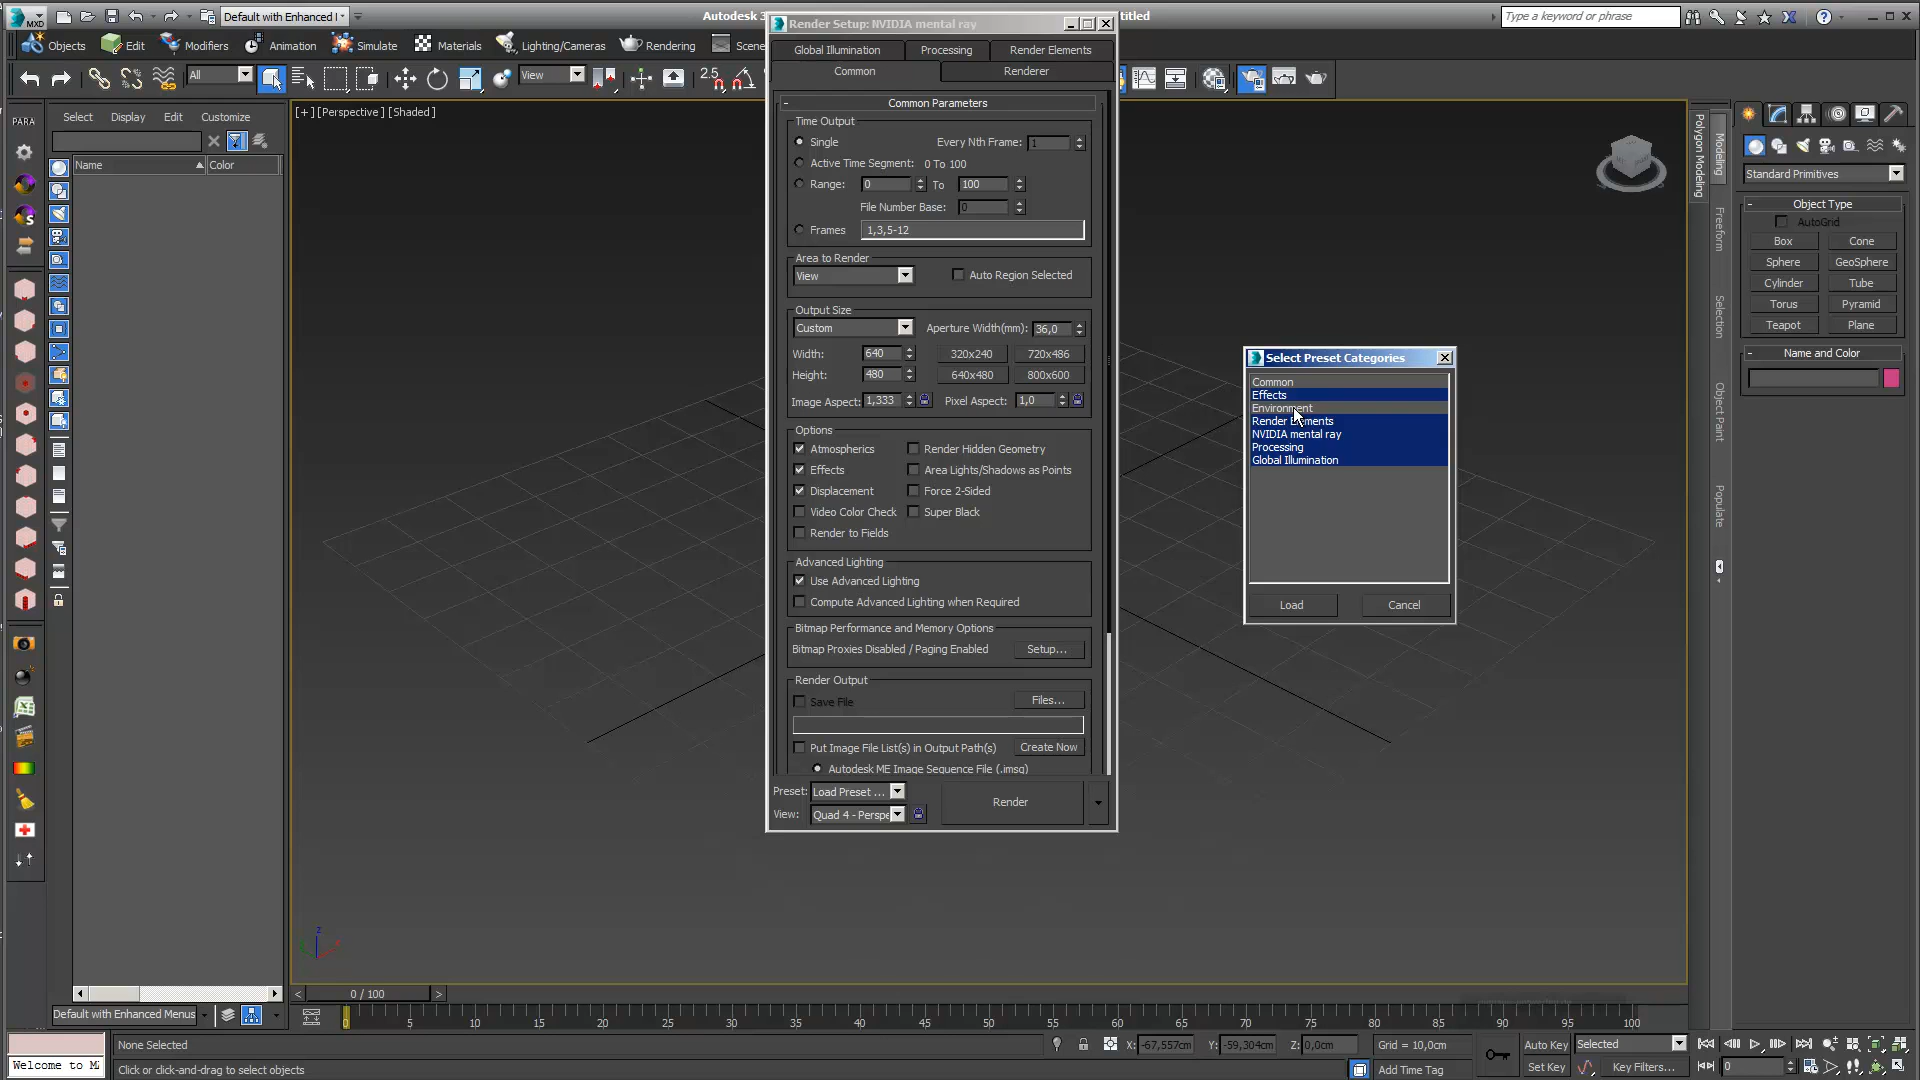 MXD
Default with Enhanced I
Autodesk 3
Render Setup: NVIDIA mental ray
titled
Type a keyword or phrase
Objects
Edit
Modifiers
Animation
Simulate
Materials
Lighting/Cameras
Rendering
Scene
All
View
2.5
Global Illumination
Processing
Render Elements
Common
Renderer
PARA
Select
Display
Edit
Customize
Name
Color
[+] [Perspective] [Shaded]
Common Parameters
Time Output
Single
Every Nth Frame:
1
Active Time Segment:
0 To 100
Range:
0
To
100
File Number Base:
0
Frames
1,3,5-12
Area to Render
View
Auto Region Selected
Output Size
Custom
Aperture Width(mm):
36,0
Width:
640
320x240
720x486
Height:
480
640x480
800x600
Image Aspect:
1,333
Pixel Aspect:
1,0
Options
Atmospherics
Render Hidden Geometry
Effects
Area Lights/Shadows as Points
Displacement
Force 2-Sided
Video Color Check
Super Black
Render to Fields
Advanced Lighting
Use Advanced Lighting
Compute Advanced Lighting when Required
Bitmap Performance and Memory Options
Bitmap Proxies Disabled / Paging Enabled
Setup...
Render Output
Save File
Files...
Put Image File List(s) in Output Path(s)
Create Now
Autodesk ME Image Sequence File (.imsq)
Preset:
Load Preset ...
View:
Quad 4 - Perspe
Render
Select Preset Categories
Common
Effects
Environment
Render Elements
NVIDIA mental ray
Processing
Global Illumination
Load
Cancel
Polygon Modeling
Modeling
Freeform
Selection
Object Paint
Populate
Standard Primitives
Object Type
AutoGrid
Box
Cone
Sphere
GeoSphere
Cylinder
Tube
Torus
Pyramid
Teapot
Plane
Name and Color
z
x
0 / 100
Default with Enhanced Menus
0
5
10
15
20
25
30
35
40
45
50
55
60
65
70
75
80
85
90
95
100
None Selected
X:
-67,557cm
Y:
-59,304cm
Z:
0,0cm
Grid = 10,0cm
Auto Key
Selected
Welcome to M
Click or click-and-drag to select objects
Add Time Tag
Set Key
Key Filters...
0